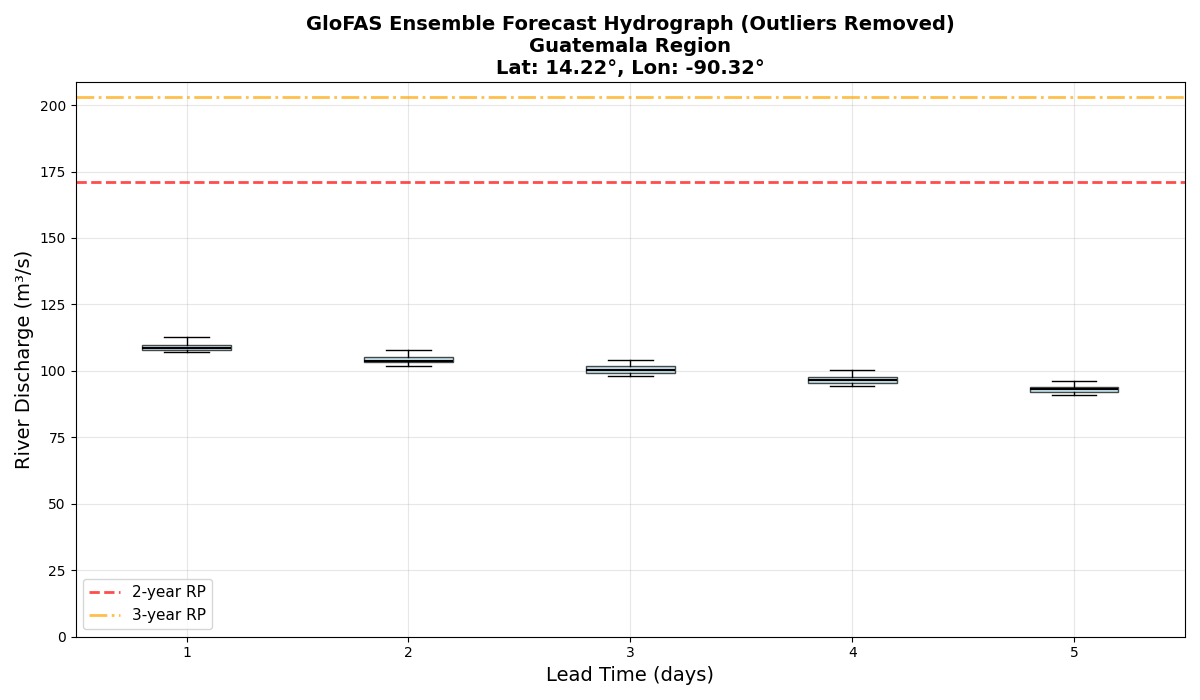 GloFAS Ensemble Forecast Hydrograph (Outliers Removed)
Guatemala Region
Lat: 14.22°, Lon: -90.32°
River Discharge (m³/s)
200
175
150
125
100
75
50
25
0
2-year RP
3-year RP
1 2 3 4 5
Lead Time (days)